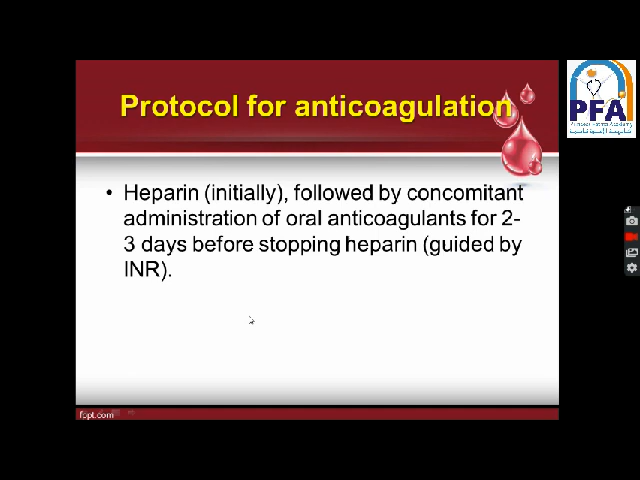 Protocol for anticoagulation
• Heparin (initially), followed by concomitant
administration of oral anticoagulants for 2-
3 days before stopping heparin (guided by
INR).
PFA
fppt.com